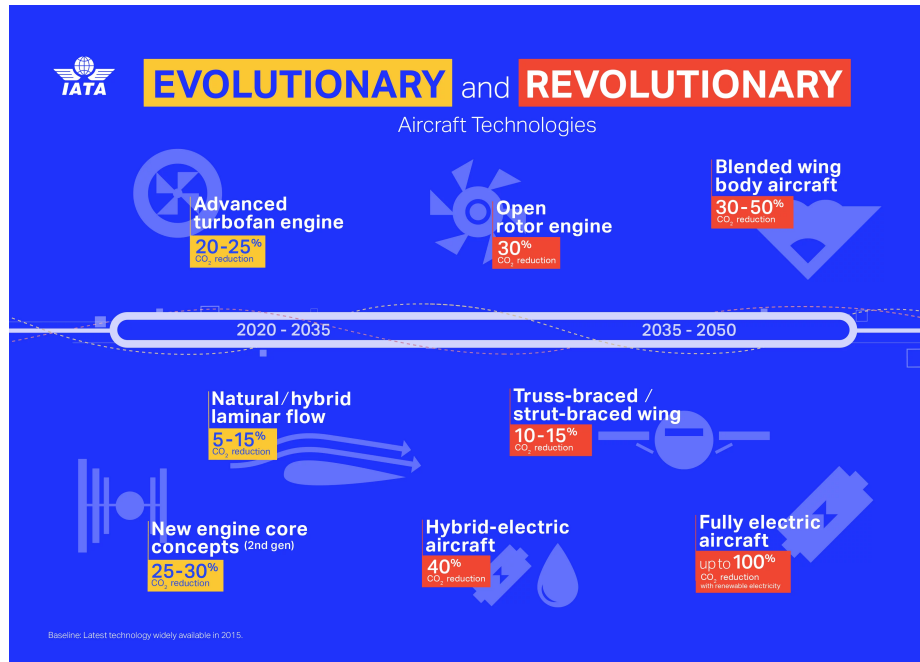 IATA
EVOLUTIONARY and REVOLUTIONARY
Aircraft Technologies
Advanced
turbofan engine
20-25%
CO₂ reduction
Open
rotor engine
30%
CO₂ reduction
Blended wing
body aircraft
30-50%
CO₂ reduction
2020 - 2035
2035 - 2050
Natural/hybrid
laminar flow
5-15%
CO₂ reduction
Truss-braced /
strut-braced wing
10-15%
CO₂ reduction
New engine core
concepts (2nd gen)
25-30%
CO₂ reduction
Hybrid-electric
aircraft
40%
CO₂ reduction
Fully electric
aircraft
up to 100%
CO₂ reduction
with renewable electricity
Baseline: Latest technology widely available in 2015.